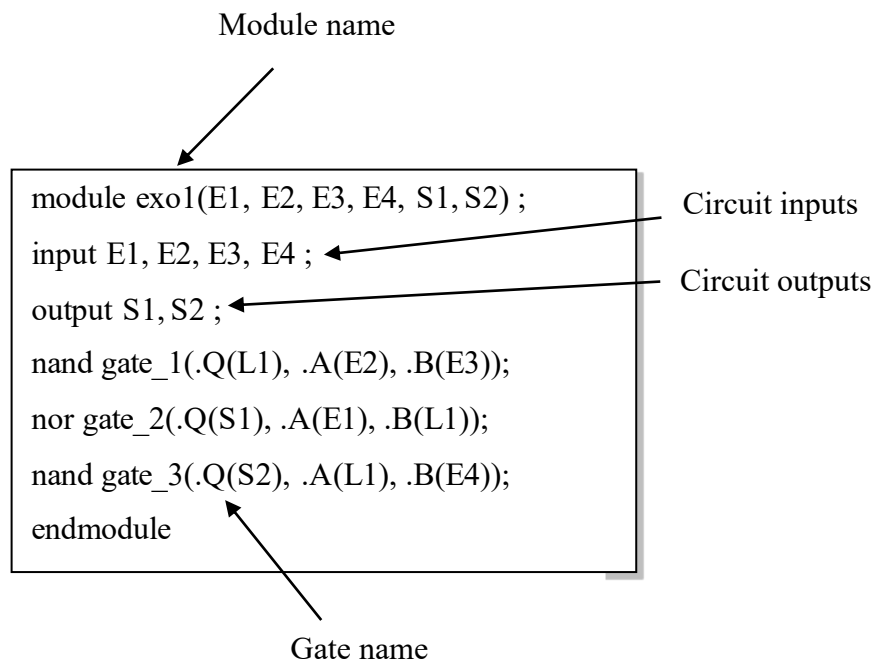 Module name
module exo1(E1, E2, E3, E4, S1, S2) ;
input E1, E2, E3, E4 ;
output S1, S2 ;
nand gate_1(.Q(L1), .A(E2), .B(E3));
nor gate_2(.Q(S1), .A(E1), .B(L1));
nand gate_3(.Q(S2), .A(L1), .B(E4));
endmodule
Circuit inputs
Circuit outputs
Gate name